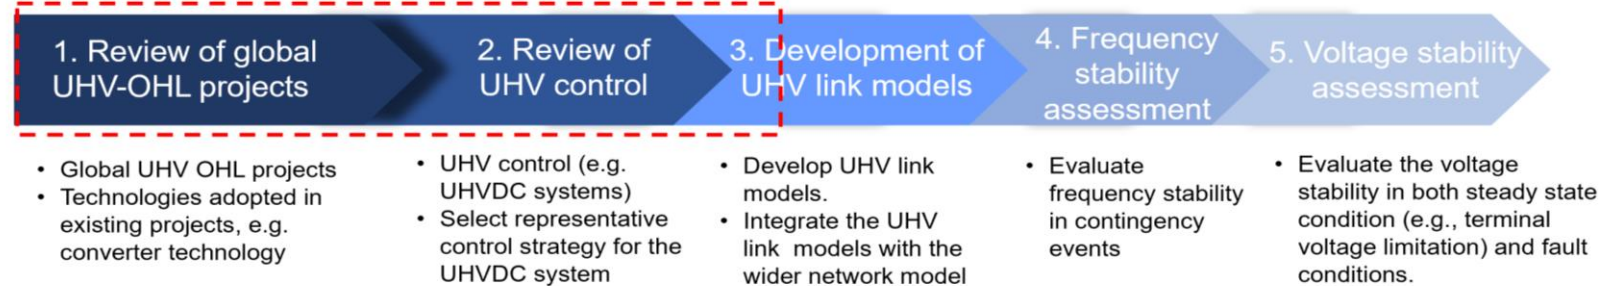 1. Review of global
UHV-OHL projects
2. Review of
UHV control
3. Development of
UHV link models
4. Frequency
stability
assessment
5. Voltage stability
assessment
• Global UHV OHL projects
• Technologies adopted in
existing projects, e.g.
converter technology
• UHV control (e.g.
UHVDC systems)
• Select representative
control strategy for the
UHVDC system
• Develop UHV link
models.
• Integrate the UHV
link models with the
wider network model
• Evaluate
frequency stability
in contingency
events
• Evaluate the voltage
stability in both steady state
condition (e.g., terminal
voltage limitation) and fault
conditions.